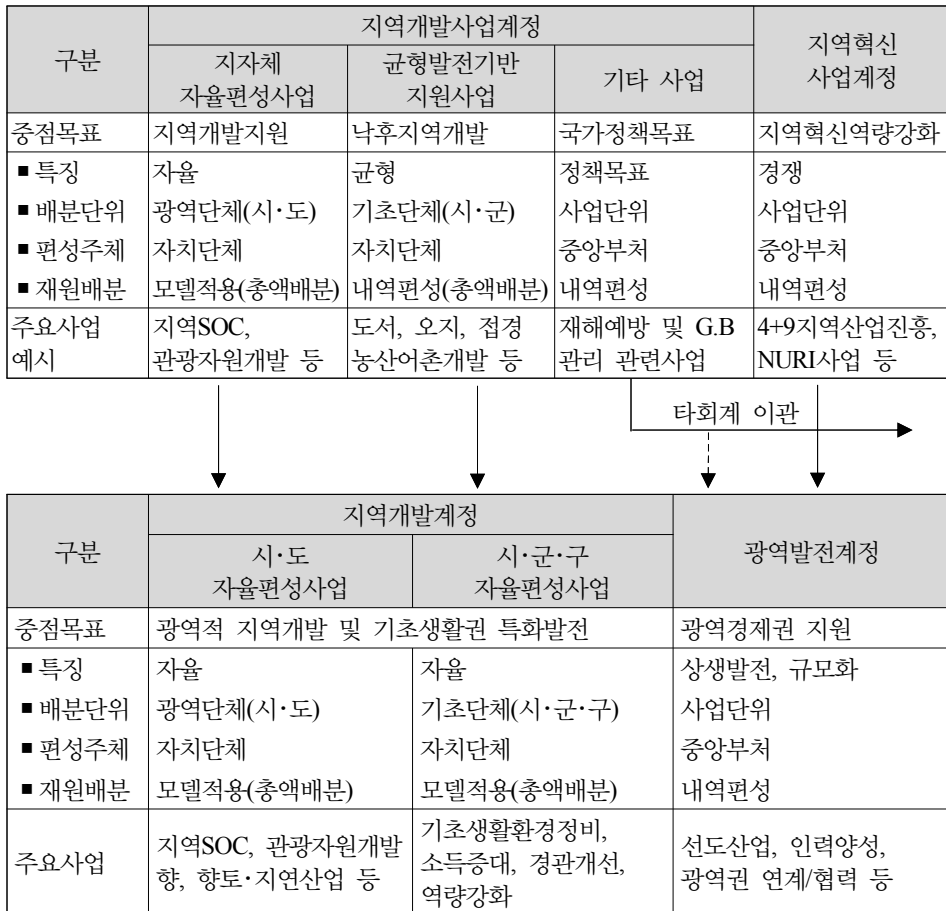 구분
지역개발사업계정
지역혁신
사업계정
지자체
자율편성사업
균형발전기반
지원사업
기타 사업
중점목표 지역개발지원 낙후지역개발 국가정책목표 지역혁신역량강화
■ 특징 자율 균형 정책목표 경쟁
■ 배분단위 광역단체(시·도) 기초단체(시·군) 사업단위 사업단위
■ 편성주체 자치단체 자치단체 중앙부처 중앙부처
■ 재원배분 모델적용(총액배분) 내역편성(총액배분) 내역편성 내역편성
주요사업 지역SOC, 도서, 오지, 접경 재해예방 및 G.B 4+9지역산업진흥,
예시 관광자원개발 등 농산어촌개발 등 관리 관련사업 NURI사업 등
타회계 이관
구분
지역개발계정
광역발전계정
시·도
자율편성사업
시·군·구
자율편성사업
중점목표 광역적 지역개발 및 기초생활권 특화발전 광역경제권 지원
■ 특징 자율 자율 상생발전, 규모화
■ 배분단위 광역단체(시·도) 기초단체(시·군·구) 사업단위
■ 편성주체 자치단체 자치단체 중앙부처
■ 재원배분 모델적용(총액배분) 모델적용(총액배분) 내역편성
주요사업
지역SOC, 관광자원개발
향, 향토·지연산업 등
기초생활환경정비,
소득증대, 경관개선,
역량강화
선도산업, 인력양성,
광역권 연계/협력 등